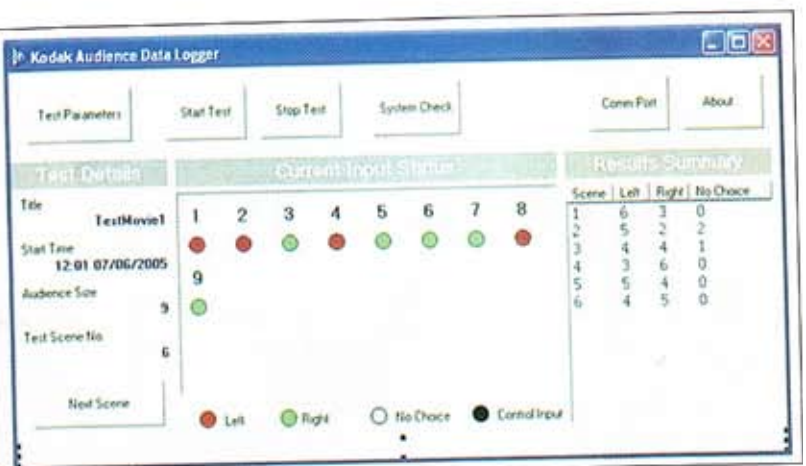 Kodak Audience Data Logger
Test Parameters
Start Test
Stop Test
System Check
Comm Port
About
Test Details
Current Input Status
Results Summary
Title
TestMovie1
Start Time
12:01 07/06/2005
Audience Size
9
Test Scene No.
6
Next Scene
1 2 3 4 5 6 7 8
9
Left Right No Choice Control Input
Scene Left Right No Choice
1 6 3 0
2 5 2 2
3 4 4 1
4 3 6 0
5 5 4 0
6 4 5 0